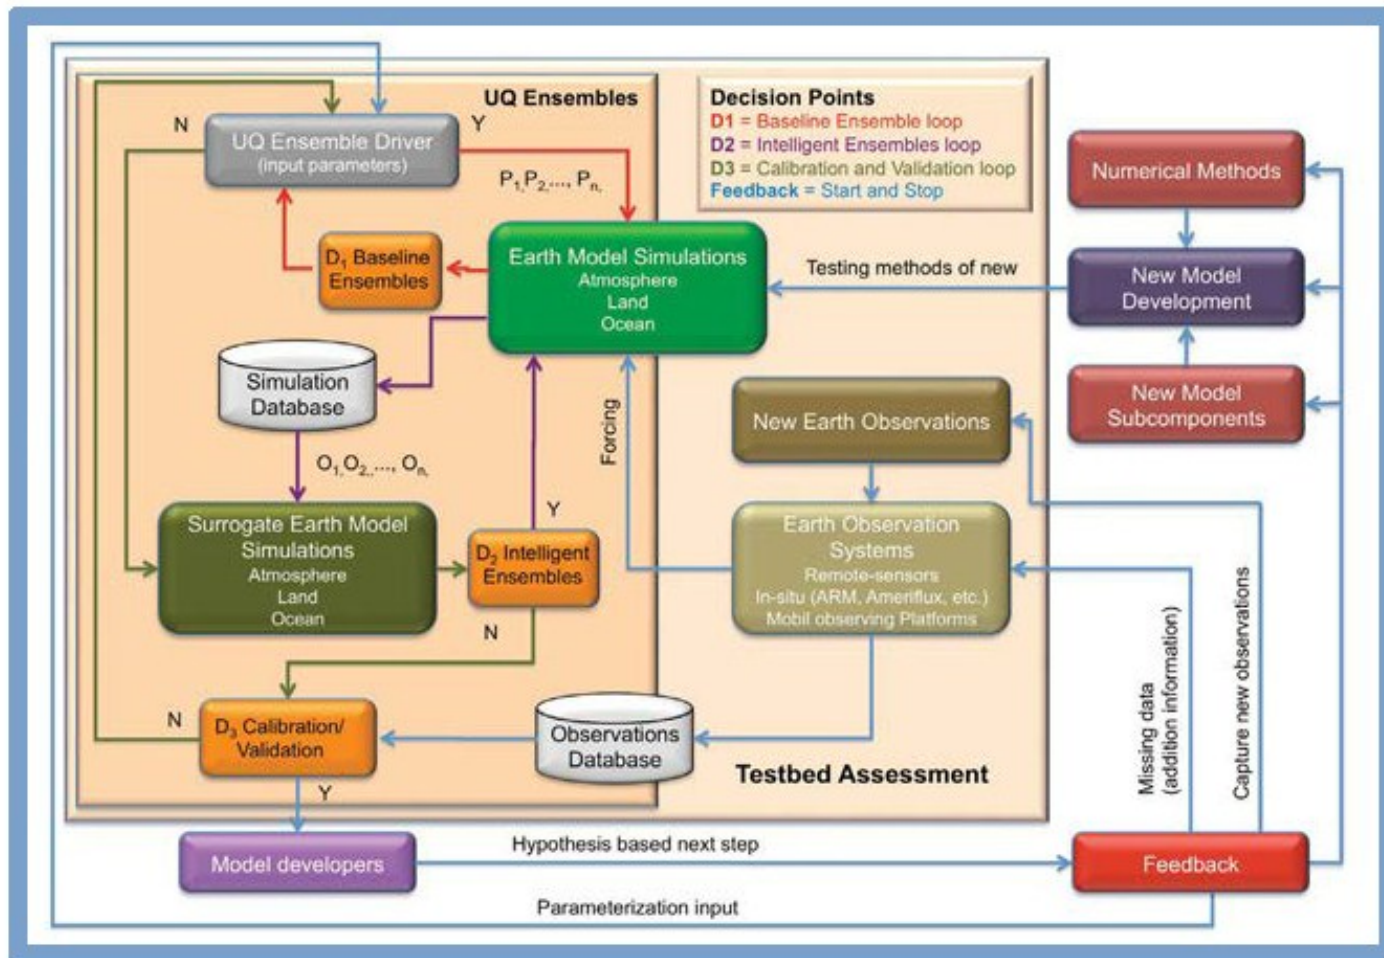 UQ Ensembles
N
Y
UQ Ensemble Driver
(input parameters)
P1, P2,..., Pn,
Decision Points
D1 = Baseline Ensemble loop
D2 = Intelligent Ensembles loop
D3 = Calibration and Validation loop
Feedback = Start and Stop
Numerical Methods
D1 Baseline
Ensembles
Earth Model Simulations
Atmosphere
Land
Ocean
Testing methods of new
New Model
Development
Simulation
Database
New Model
Subcomponents
Forcing
New Earth Observations
O1, O2,..., On,
Surrogate Earth Model
Simulations
Atmosphere
Land
Ocean
Y
D2 Intelligent
Ensembles
N
Earth Observation
Systems
Remote-sensors
In-situ (ARM, Ameriflux, etc.)
Mobil observing Platforms
Missing data
(addition information)
Capture new observations
N
D3 Calibration/
Validation
Y
Observations
Database
Testbed Assessment
Model developers
Hypothesis based next step
Feedback
Parameterization input